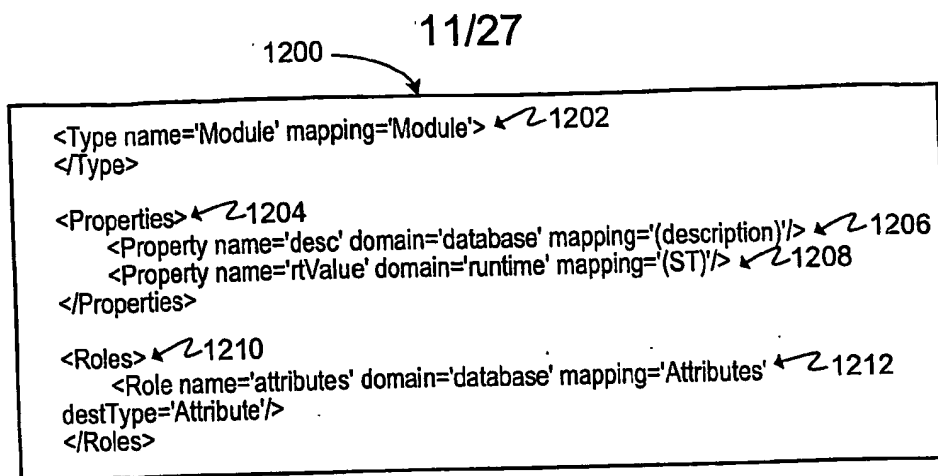 11/27
1200
<Type name='Module' mapping='Module'> 1202
</Type>
<Properties> 1204
<Property name='desc' domain='database' mapping='(description)'/> 1206
<Property name='rtValue' domain='runtime' mapping='(ST)'/> 1208
</Properties>
<Roles> 1210
<Role name='attributes' domain='database' mapping='Attributes' 1212
destType='Attribute'/>
</Roles>